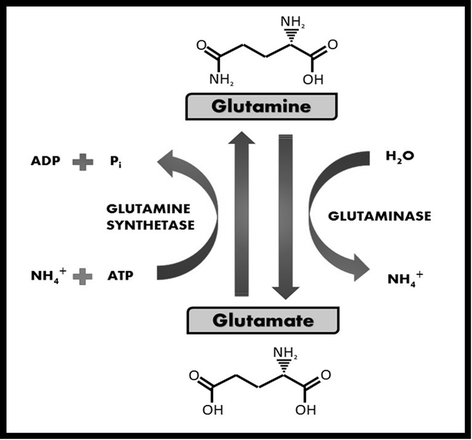 NH₂
O
O
NH₂
OH
Glutamine
ADP + Pᵢ
H₂O
GLUTAMINE
SYNTHETASE
GLUTAMINASE
NH₄⁺ + ATP
NH₄⁺
Glutamate
NH₂
O
O
OH
OH